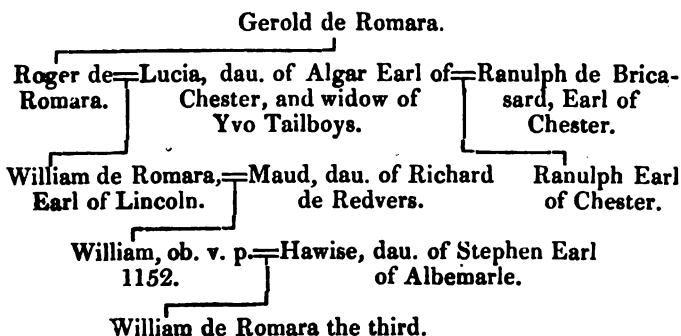 Gerold de Romara.
Roger de=Lucia, dau. of Algar Earl of=Ranulph de Brica-
Romara. Chester, and widow of sard, Earl of
Yvo Tailboys. Chester.
William de Romara,=Maud, dau. of Richard Ranulph Earl
Earl of Lincoln. de Redvers. of Chester.
William, ob. v. p.=Hawise, dau. of Stephen Earl
1152. of Albemarle.
William de Romara the third.